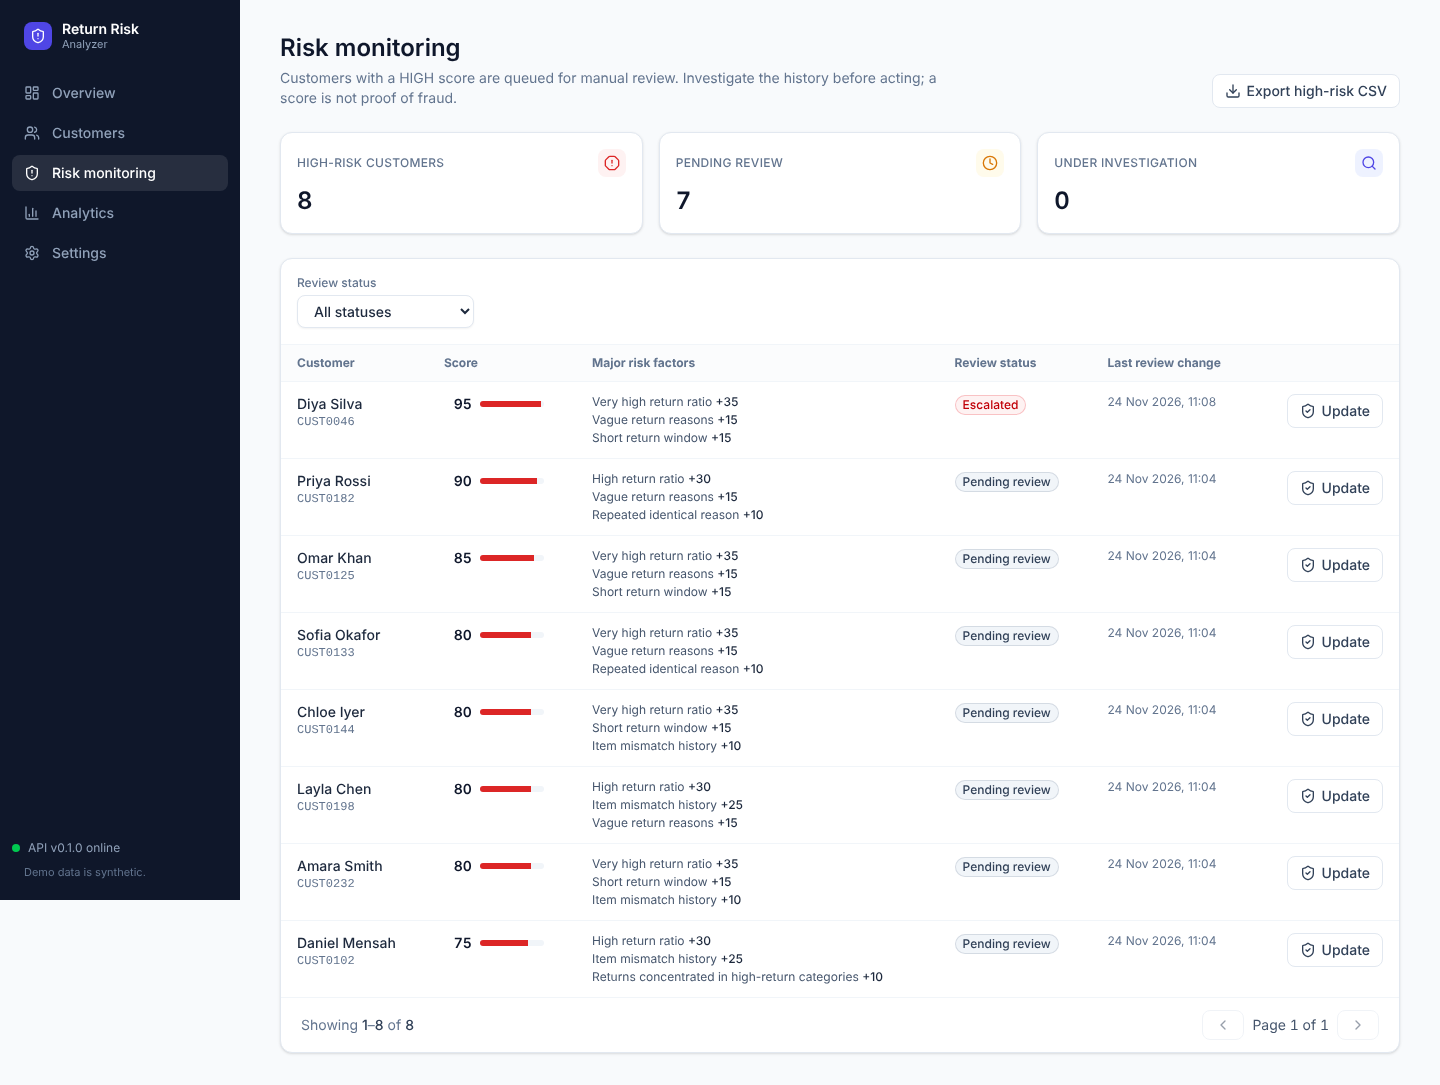 Return Risk
Analyzer
Overview
Customers
Risk monitoring
Analytics
Settings
API v0.1.0 online
Demo data is synthetic.
Risk monitoring
Customers with a HIGH score are queued for manual review. Investigate the history before acting; a
score is not proof of fraud.
Export high-risk CSV
HIGH-RISK CUSTOMERS
8
PENDING REVIEW
7
UNDER INVESTIGATION
0
Review status
All statuses
Customer Score Major risk factors Review status Last review change
Diya Silva
CUST0046
95
Very high return ratio +35
Vague return reasons +15
Short return window +15
Escalated
24 Nov 2026, 11:08
Update
Priya Rossi
CUST0182
90
High return ratio +30
Vague return reasons +15
Repeated identical reason +10
Pending review
24 Nov 2026, 11:04
Update
Omar Khan
CUST0125
85
Very high return ratio +35
Vague return reasons +15
Short return window +15
Pending review
24 Nov 2026, 11:04
Update
Sofia Okafor
CUST0133
80
Very high return ratio +35
Vague return reasons +15
Repeated identical reason +10
Pending review
24 Nov 2026, 11:04
Update
Chloe Iyer
CUST0144
80
Very high return ratio +35
Short return window +15
Item mismatch history +10
Pending review
24 Nov 2026, 11:04
Update
Layla Chen
CUST0198
80
High return ratio +30
Item mismatch history +25
Vague return reasons +15
Pending review
24 Nov 2026, 11:04
Update
Amara Smith
CUST0232
80
Very high return ratio +35
Short return window +15
Item mismatch history +10
Pending review
24 Nov 2026, 11:04
Update
Daniel Mensah
CUST0102
75
High return ratio +30
Item mismatch history +25
Returns concentrated in high-return categories +10
Pending review
24 Nov 2026, 11:04
Update
Showing 1–8 of 8
Page 1 of 1